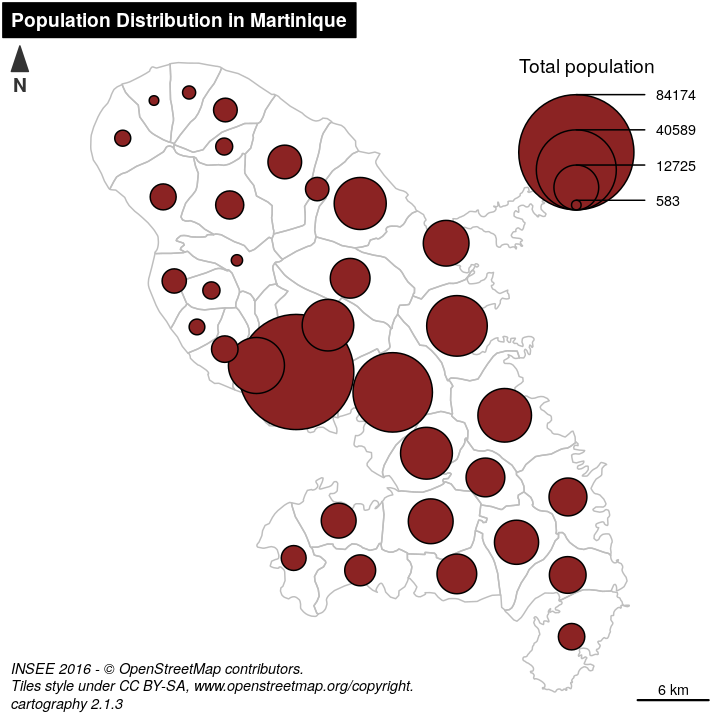 Population Distribution in Martinique
N
Total population
84174
40589
12725
583
INSEE 2016 - © OpenStreetMap contributors.
Tiles style under CC BY-SA, www.openstreetmap.org/copyright.
cartography 2.1.3
6 km